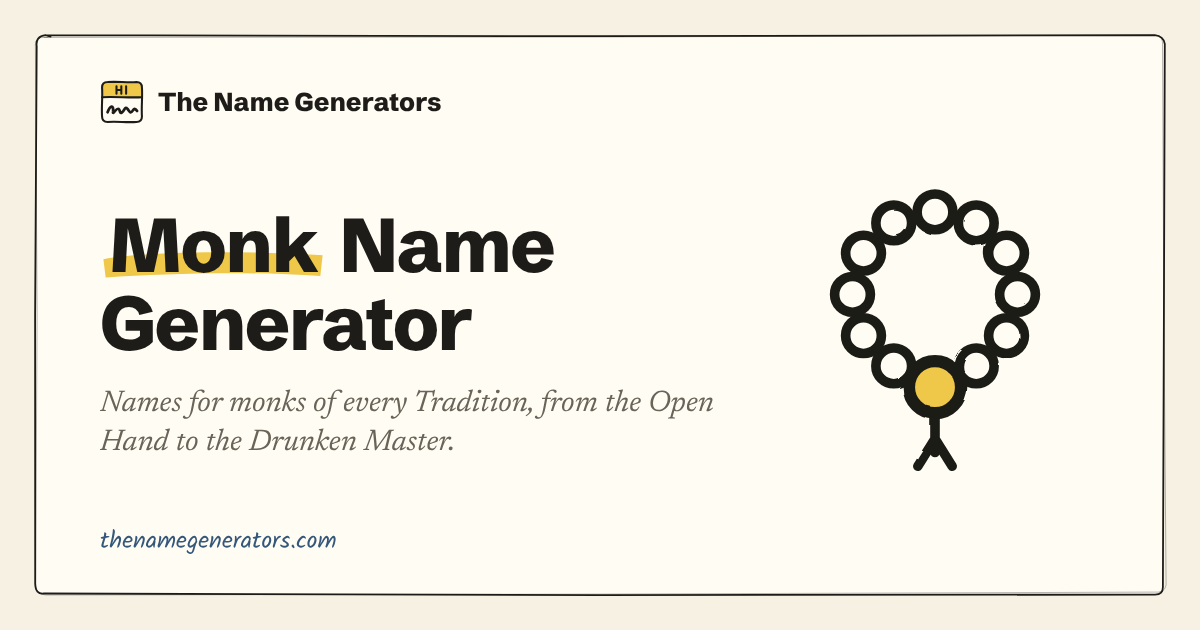 HI
The Name Generators
Monk Name
Generator
Names for monks of every Tradition, from the Open
Hand to the Drunken Master.
thenamegenerators.com